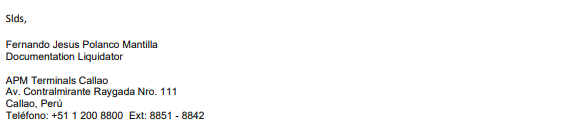 Slds,
Fernando Jesus Polanco Mantilla
Documentation Liquidator
APM Terminals Callao
Av. Contralmirante Raygada Nro. 111
Callao, Perú
Teléfono: +51 1 200 8800  Ext: 8851 - 8842